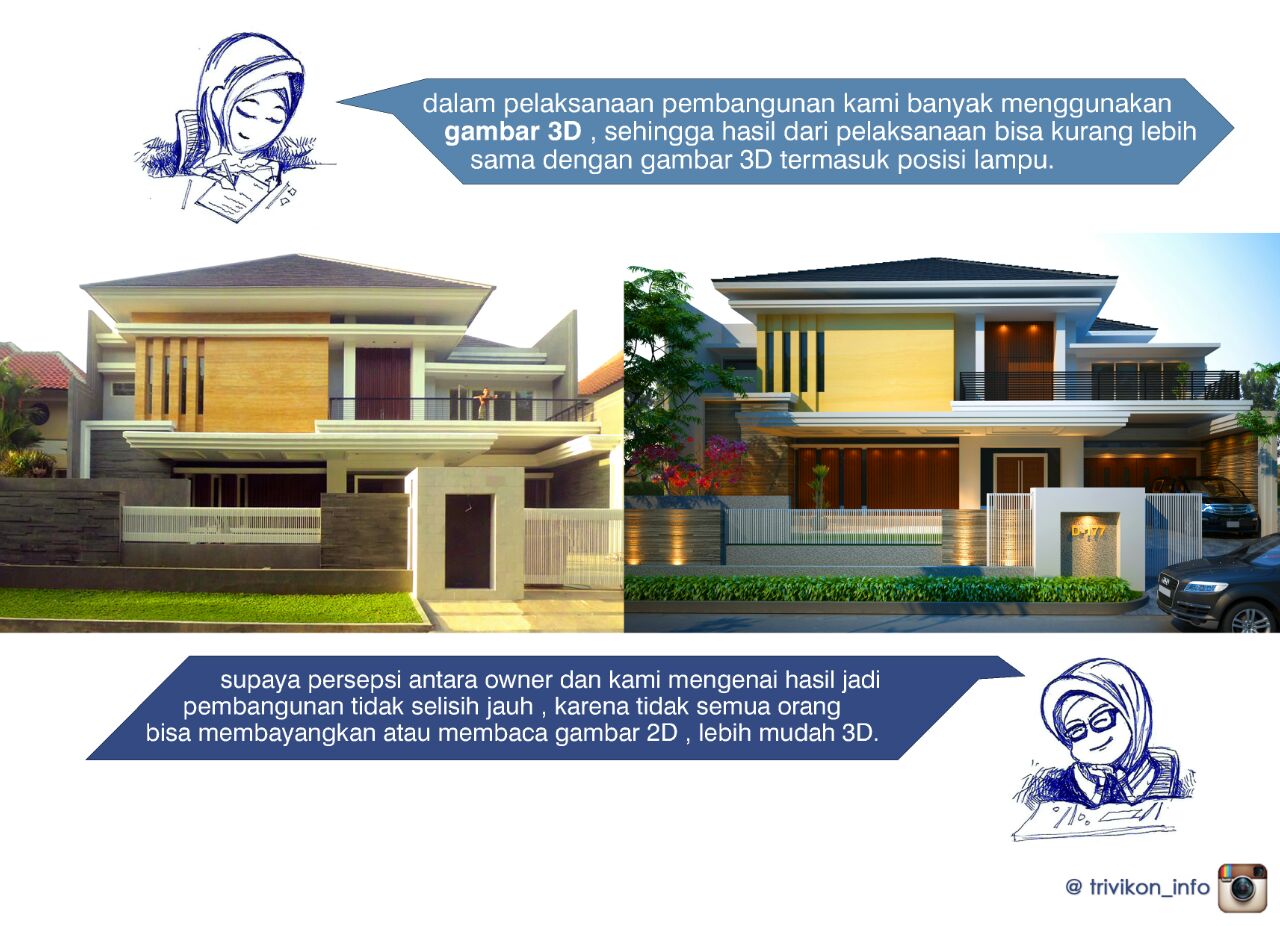 dalam pelaksanaan pembangunan kami banyak menggunakan
gambar 3D , sehingga hasil dari pelaksanaan bisa kurang lebih
sama dengan gambar 3D termasuk posisi lampu.
D-177
supaya persepsi antara owner dan kami mengenai hasil jadi
pembangunan tidak selisih jauh , karena tidak semua orang
bisa membayangkan atau membaca gambar 2D , lebih mudah 3D.
@ trivikon_info